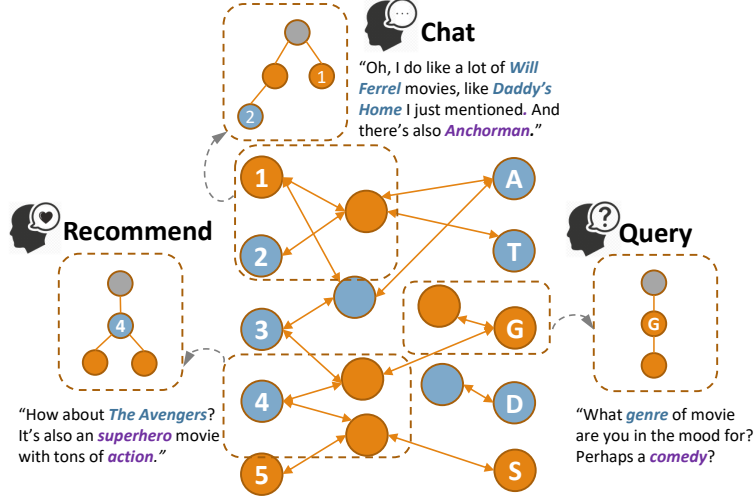 Chat
"Oh, I do like a lot of Will
Ferrel movies, like Daddy's
Home I just mentioned. And
there's also Anchorman."
1
2
1
2
3
4
5
A
T
G
D
S
Recommend
4
"How about The Avengers?
It's also an superhero movie
with tons of action."
?
Query
G
"What genre of movie
are you in the mood for?
Perhaps a comedy?